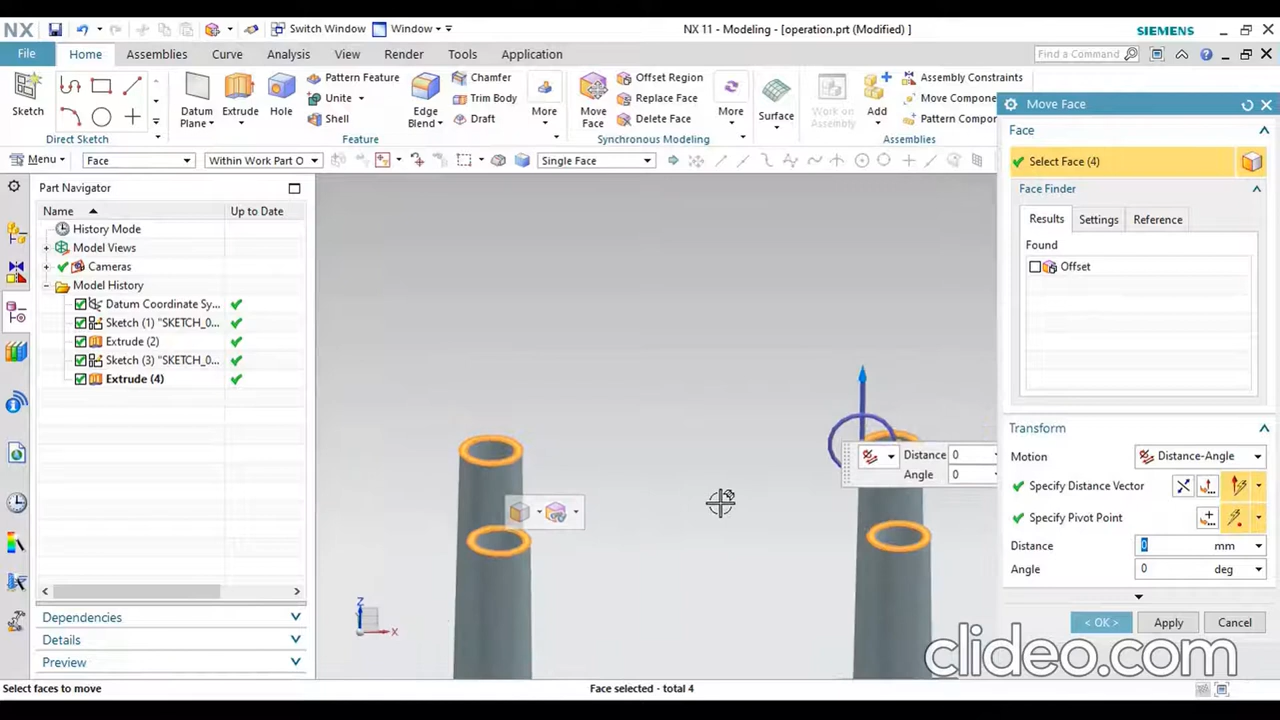 NX
Switch Window
Window
NX 11 - Modeling - [operation.prt (Modified) ]
SIEMENS
File
Home
Assemblies
Curve
Analysis
View
Render
Tools
Application
Find a Command
Sketch
Direct Sketch
Datum
Plane
Extrude
Hole
Pattern Feature
Unite
Shell
Edge
Blend
Chamfer
Trim Body
Draft
More
Feature
Move
Face
Offset Region
Replace Face
Delete Face
More
Synchronous Modeling
Surface
Work on
Assembly
Add
Assembly Constraints
Move Compone
Pattern Compo
Assemblies
Menu
Face
Within Work Part O
Single Face
Part Navigator
Name
Up to Date
History Mode
Model Views
Cameras
Model History
Datum Coordinate Sy...
Sketch (1) "SKETCH_0...
Extrude (2)
Sketch (3) "SKETCH_0...
Extrude (4)
Dependencies
Details
Preview
Z
X
Distance 0
Angle 0
Move Face
Face
Select Face (4)
Face Finder
Results
Settings
Reference
Found
Offset
Transform
Motion
Distance-Angle
Specify Distance Vector
Specify Pivot Point
Distance
0 mm
Angle
0 deg
< OK >
Apply
Cancel
clideo.com
Select faces to move
Face selected - total 4